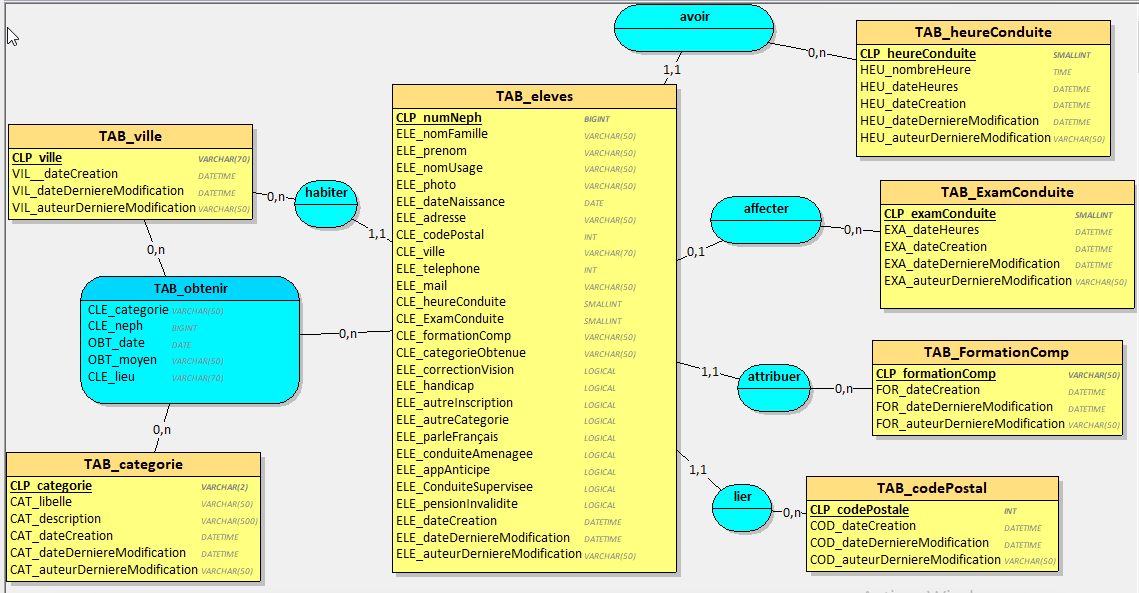 avoir
0,n
1,1
TAB_heureConduite
CLP_heureConduite SMALLINT
HEU_nombreHeure TIME
HEU_dateHeures DATETIME
HEU_dateCreation DATETIME
HEU_dateDerniereModification DATETIME
HEU_auteurDerniereModification VARCHAR(50)
TAB_eleves
CLP_numNeph BIGINT
ELE_nomFamille VARCHAR(50)
ELE_prenom VARCHAR(50)
ELE_nomUsage VARCHAR(50)
ELE_photo VARCHAR(50)
ELE_dateNaissance DATE
ELE_adresse VARCHAR(50)
CLE_codePostal INT
CLE_ville VARCHAR(70)
ELE_telephone INT
ELE_mail VARCHAR(50)
CLE_heureConduite SMALLINT
CLE_ExamConduite SMALLINT
CLE_formationComp VARCHAR(50)
CLE_categorieObtenue VARCHAR(50)
ELE_correctionVision LOGICAL
ELE_handicap LOGICAL
ELE_autreInscription LOGICAL
ELE_autreCategorie LOGICAL
ELE_parleFrançais LOGICAL
ELE_conduiteAmenagee LOGICAL
ELE_appAnticipe LOGICAL
ELE_ConduiteSupervisee LOGICAL
ELE_pensionInvalidite LOGICAL
ELE_dateCreation DATETIME
ELE_dateDerniereModification DATETIME
ELE_auteurDerniereModification VARCHAR(50)
TAB_ville
CLP_ville VARCHAR(70)
VIL__dateCreation DATETIME
VIL_dateDerniereModification DATETIME
VIL_auteurDerniereModification VARCHAR(50)
0,n
habiter
1,1
0,n
TAB_obtenir
CLE_categorie VARCHAR(50)
CLE_neph BIGINT
OBT_date DATE
OBT_moyen VARCHAR(50)
CLE_lieu VARCHAR(70)
0,n
0,n
TAB_categorie
CLP_categorie VARCHAR(2)
CAT_libelle VARCHAR(50)
CAT_description VARCHAR(500)
CAT_dateCreation DATETIME
CAT_dateDerniereModification DATETIME
CAT_auteurDerniereModification VARCHAR(50)
affecter
0,n
0,1
TAB_ExamConduite
CLP_examConduite SMALLINT
EXA_dateHeures DATETIME
EXA_dateCreation DATETIME
EXA_dateDerniereModification DATETIME
EXA_auteurDerniereModification VARCHAR(50)
1,1
attribuer
0,n
TAB_FormationComp
CLP_formationComp VARCHAR(50)
FOR_dateCreation DATETIME
FOR_dateDerniereModification DATETIME
FOR_auteurDerniereModification VARCHAR(50)
1,1
lier
0,n
TAB_codePostal
CLP_codePostale INT
COD_dateCreation DATETIME
COD_dateDerniereModification DATETIME
COD_auteurDerniereModification VARCHAR(50)